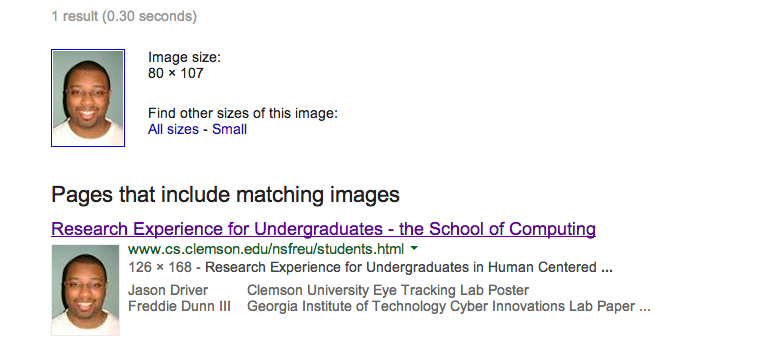 1 result (0.30 seconds)
Image size:
80 × 107
Find other sizes of this image:
All sizes - Small
Pages that include matching images
Research Experience for Undergraduates - the School of Computing
www.cs.clemson.edu/nsfreu/students.html
126 × 168 - Research Experience for Undergraduates in Human Centered ...
Jason Driver Clemson University Eye Tracking Lab Poster
Freddie Dunn III Georgia Institute of Technology Cyber Innovations Lab Paper ...